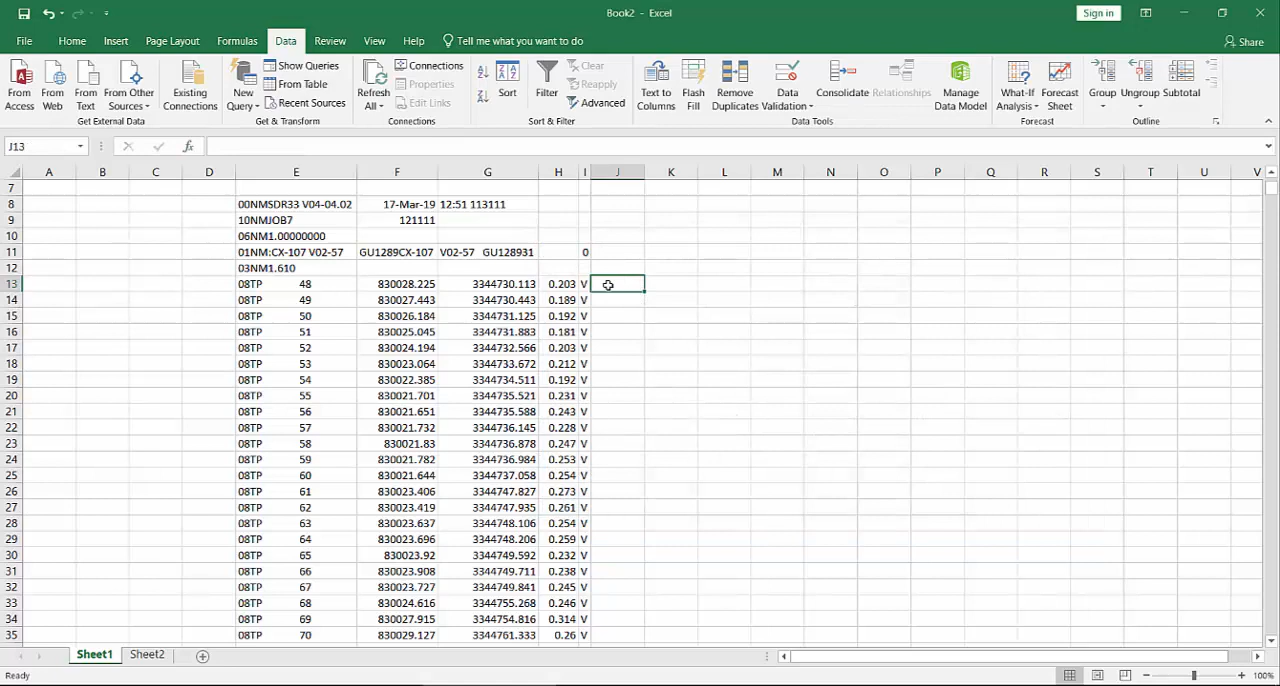 Book2 - Excel
Sign in
File Home Insert Page Layout Formulas Data Review View Help Tell me what you want to do Share
From Access
From Web
From Text
From Other Sources
Existing Connections
Get External Data
New Query
Show Queries
From Table
Recent Sources
Get & Transform
Refresh All
Connections
Properties
Edit Links
Connections
Sort
Filter
Clear
Reapply
Advanced
Sort & Filter
Text to Columns
Flash Fill
Remove Duplicates
Data Validation
Consolidate
Relationships
Manage Data Model
Data Tools
What-If Analysis
Forecast Sheet
Forecast
Group
Ungroup
Subtotal
Outline
J13 fx
A B C D E F G H I J K L M N O P Q R S T U V
7
8 00NMSDR33 V04-04.02 17-Mar-19 12:51 113111
9 10NMJOB7 121111
10 06NM1.00000000
11 01NM:CX-107 V02-57 GU1289CX-107 V02-57 GU128931 0
12 03NM1.610
13 08TP 48 830028.225 3344730.113 0.203 V
14 08TP 49 830027.443 3344730.443 0.189 V
15 08TP 50 830026.184 3344731.125 0.192 V
16 08TP 51 830025.045 3344731.883 0.181 V
17 08TP 52 830024.194 3344732.566 0.203 V
18 08TP 53 830023.064 3344733.672 0.212 V
19 08TP 54 830022.385 3344734.511 0.192 V
20 08TP 55 830021.701 3344735.521 0.231 V
21 08TP 56 830021.651 3344735.588 0.243 V
22 08TP 57 830021.732 3344736.145 0.228 V
23 08TP 58 830021.83 3344736.878 0.247 V
24 08TP 59 830021.782 3344736.984 0.253 V
25 08TP 60 830021.644 3344737.058 0.254 V
26 08TP 61 830023.406 3344747.827 0.273 V
27 08TP 62 830023.419 3344747.935 0.261 V
28 08TP 63 830023.637 3344748.106 0.254 V
29 08TP 64 830023.696 3344748.206 0.259 V
30 08TP 65 830023.92 3344749.592 0.232 V
31 08TP 66 830023.908 3344749.711 0.238 V
32 08TP 67 830023.727 3344749.841 0.245 V
33 08TP 68 830024.616 3344755.268 0.246 V
34 08TP 69 830027.915 3344754.816 0.314 V
35 08TP 70 830029.127 3344761.333 0.26 V
Sheet1 Sheet2
Ready 100%